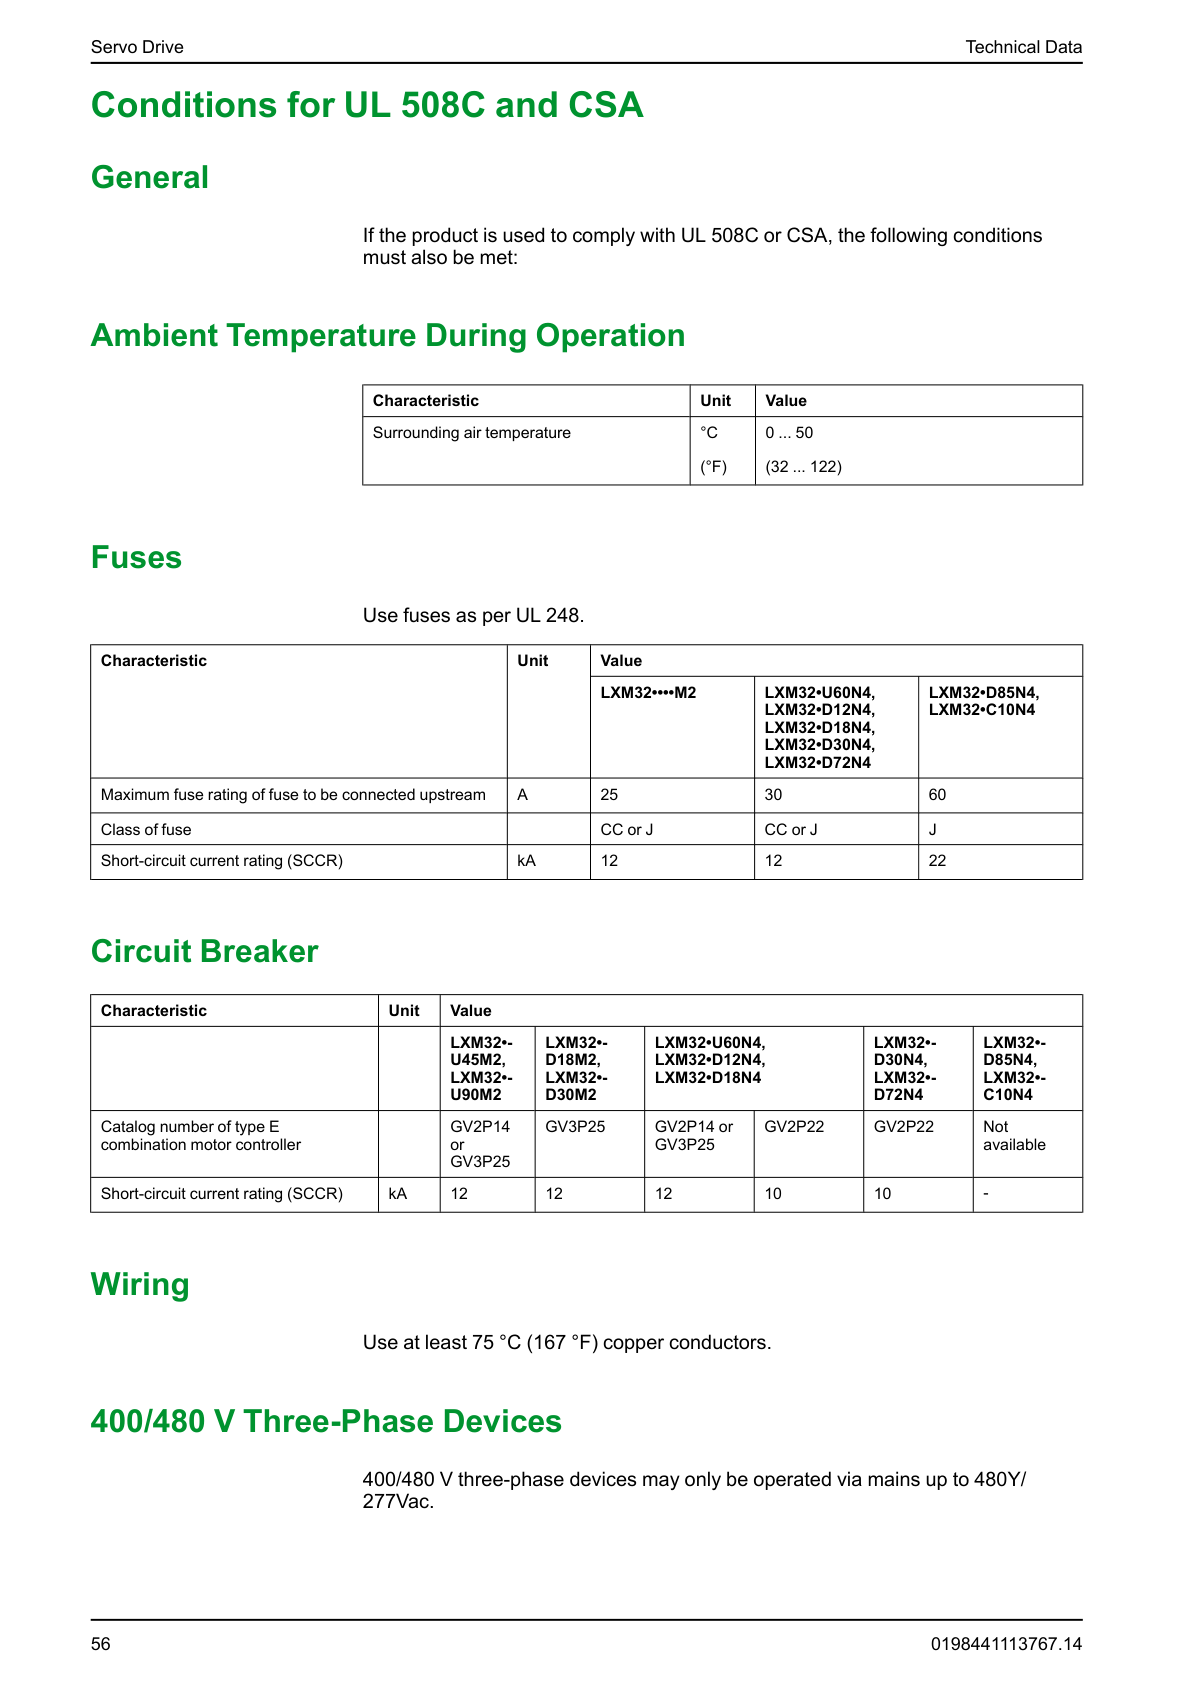 Servo Drive
Technical Data
Conditions for UL 508C and CSA
General
If the product is used to comply with UL 508C or CSA, the following conditions
must also be met:
Ambient Temperature During Operation
Characteristic Unit Value
Surrounding air temperature °C 0 ... 50
(°F) (32 ... 122)
Fuses
Use fuses as per UL 248.
Characteristic Unit Value
LXM32••••M2
LXM32•U60N4,
LXM32•D12N4,
LXM32•D18N4,
LXM32•D30N4,
LXM32•D72N4
LXM32•D85N4,
LXM32•C10N4
Maximum fuse rating of fuse to be connected upstream A 25 30 60
Class of fuse CC or J CC or J J
Short-circuit current rating (SCCR) kA 12 12 22
Circuit Breaker
Characteristic Unit Value
LXM32•-
U45M2,
LXM32•-
U90M2
LXM32•-
D18M2,
LXM32•-
D30M2
LXM32•U60N4,
LXM32•D12N4,
LXM32•D18N4
LXM32•-
D30N4,
LXM32•-
D72N4
LXM32•-
D85N4,
LXM32•-
C10N4
Catalog number of type E
combination motor controller
GV2P14
or
GV3P25
GV3P25
GV2P14 or
GV3P25
GV2P22
GV2P22
Not
available
Short-circuit current rating (SCCR) kA 12 12 12 10 10 -
Wiring
Use at least 75 °C (167 °F) copper conductors.
400/480 V Three-Phase Devices
400/480 V three-phase devices may only be operated via mains up to 480Y/
277Vac.
56
0198441113767.14